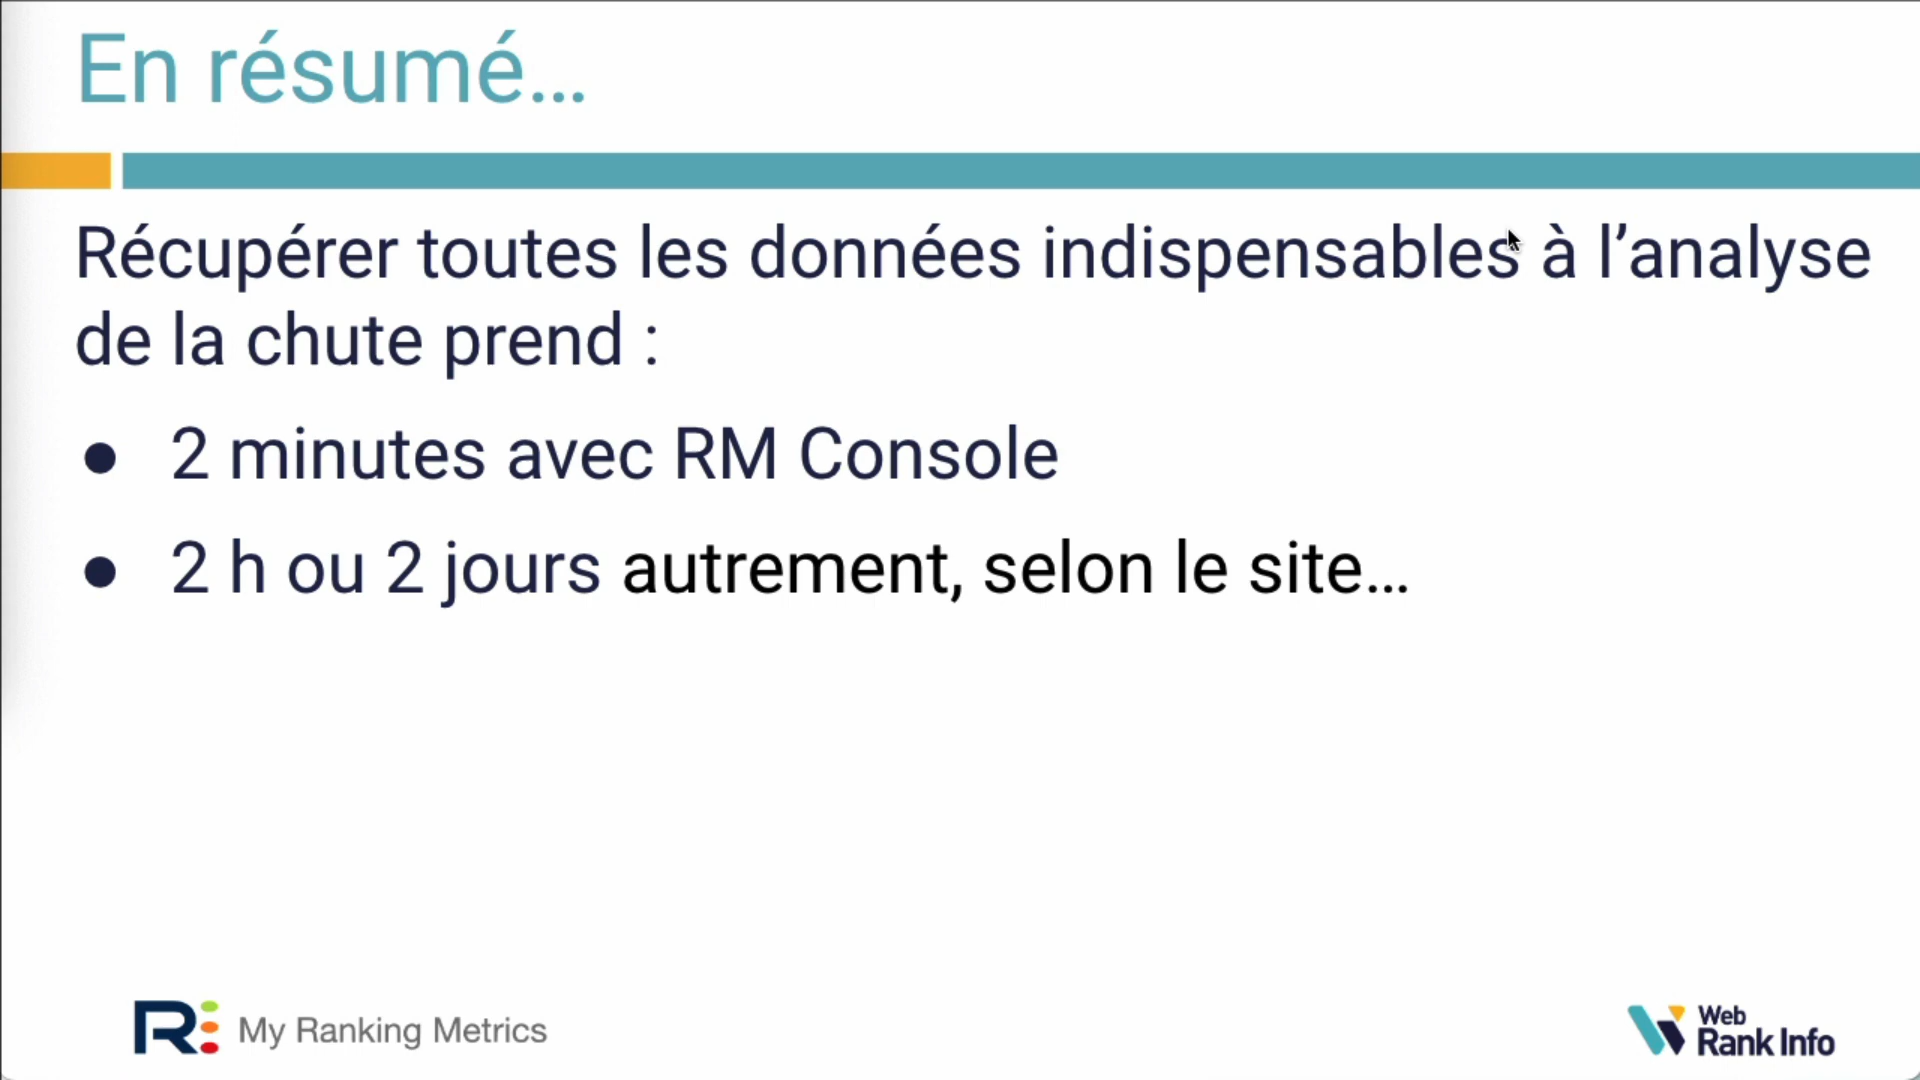 En résumé…
Récupérer toutes les données indispensables à l’analyse
de la chute prend :
● 2 minutes avec RM Console
● 2 h ou 2 jours autrement, selon le site…
My Ranking Metrics
Web
Rank Info